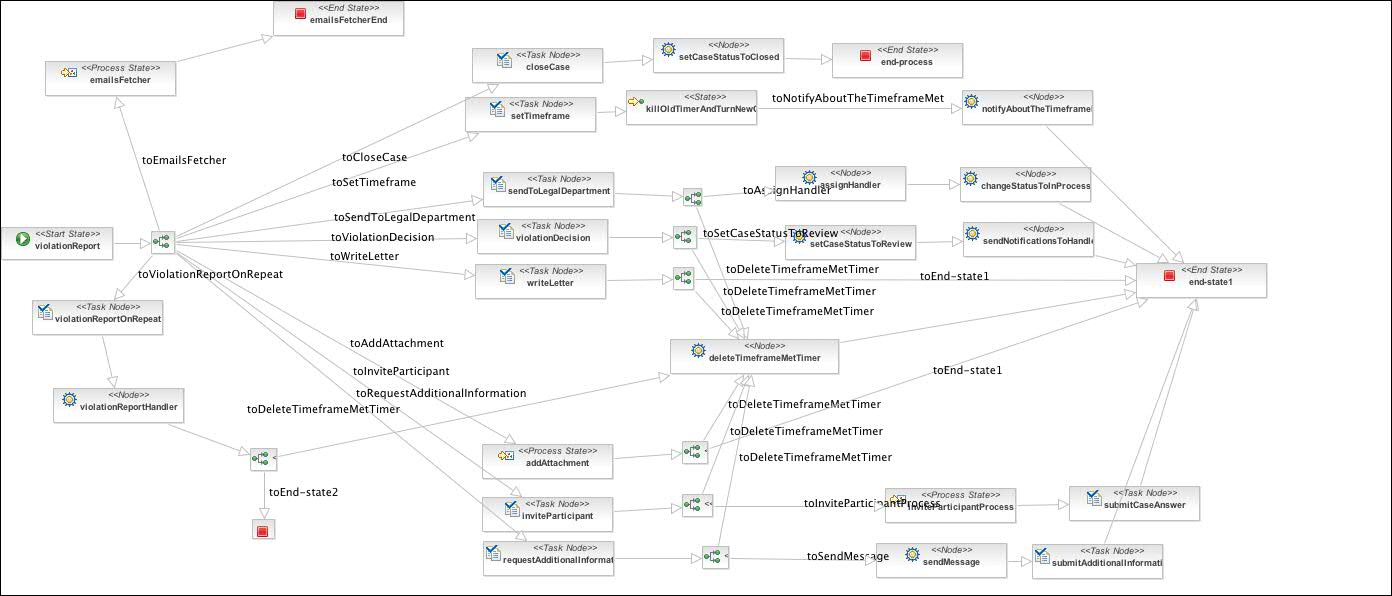 <<End State>>
emailsFetcherEnd
<<Process State>>
emailsFetcher
<<Task Node>>
closeCase
<<Node>>
setCaseStatusToClosed
<<End State>>
end-process
<<Task Node>>
setTimeframe
<<State>>
killOldTimerAndTurnNewO
toNotifyAboutTheTimeframeMet
<<Node>>
notifyAboutTheTimeframeI
toEmailsFetcher
toCloseCase
toSetTimeframe
<<Task Node>>
sendToLegalDepartment
toAssignHandler
<<Node>>
assignHandler
<<Node>>
changeStatusToInProcess
toSendToLegalDepartment
<<Start State>>
violationReport
toViolationDecision
<<Task Node>>
violationDecision
toSetCaseStatusToReview
<<Node>>
setCaseStatusToReview
<<Node>>
sendNotificationsToHandle
toWriteLetter
toViolationReportOnRepeat
<<Task Node>>
writeLetter
toDeleteTimeframeMetTimer
toEnd-state1
<<End State>>
end-state1
toDeleteTimeframeMetTimer
toDeleteTimeframeMetTimer
<<Task Node>>
violationReportOnRepeat
toAddAttachment
<<Node>>
deleteTimeframeMetTimer
toInviteParticipant
toEnd-state1
toRequestAdditionalInformation
<<Node>>
violationReportHandler
toDeleteTimeframeMetTimer
toDeleteTimeframeMetTimer
toDeleteTimeframeMetTimer
toDeleteTimeframeMetTimer
<<Process State>>
addAttachment
toEnd-state2
<<Task Node>>
InviteParticipant
toInviteParticipantProcess
<<Process State>>
inviteParticipantProcess
<<Task Node>>
submitCaseAnswer
<<Task Node>>
requestAdditionalInformat
toSendMessage
<<Node>>
sendMessage
<<Task Node>>
submitAdditionalInformati